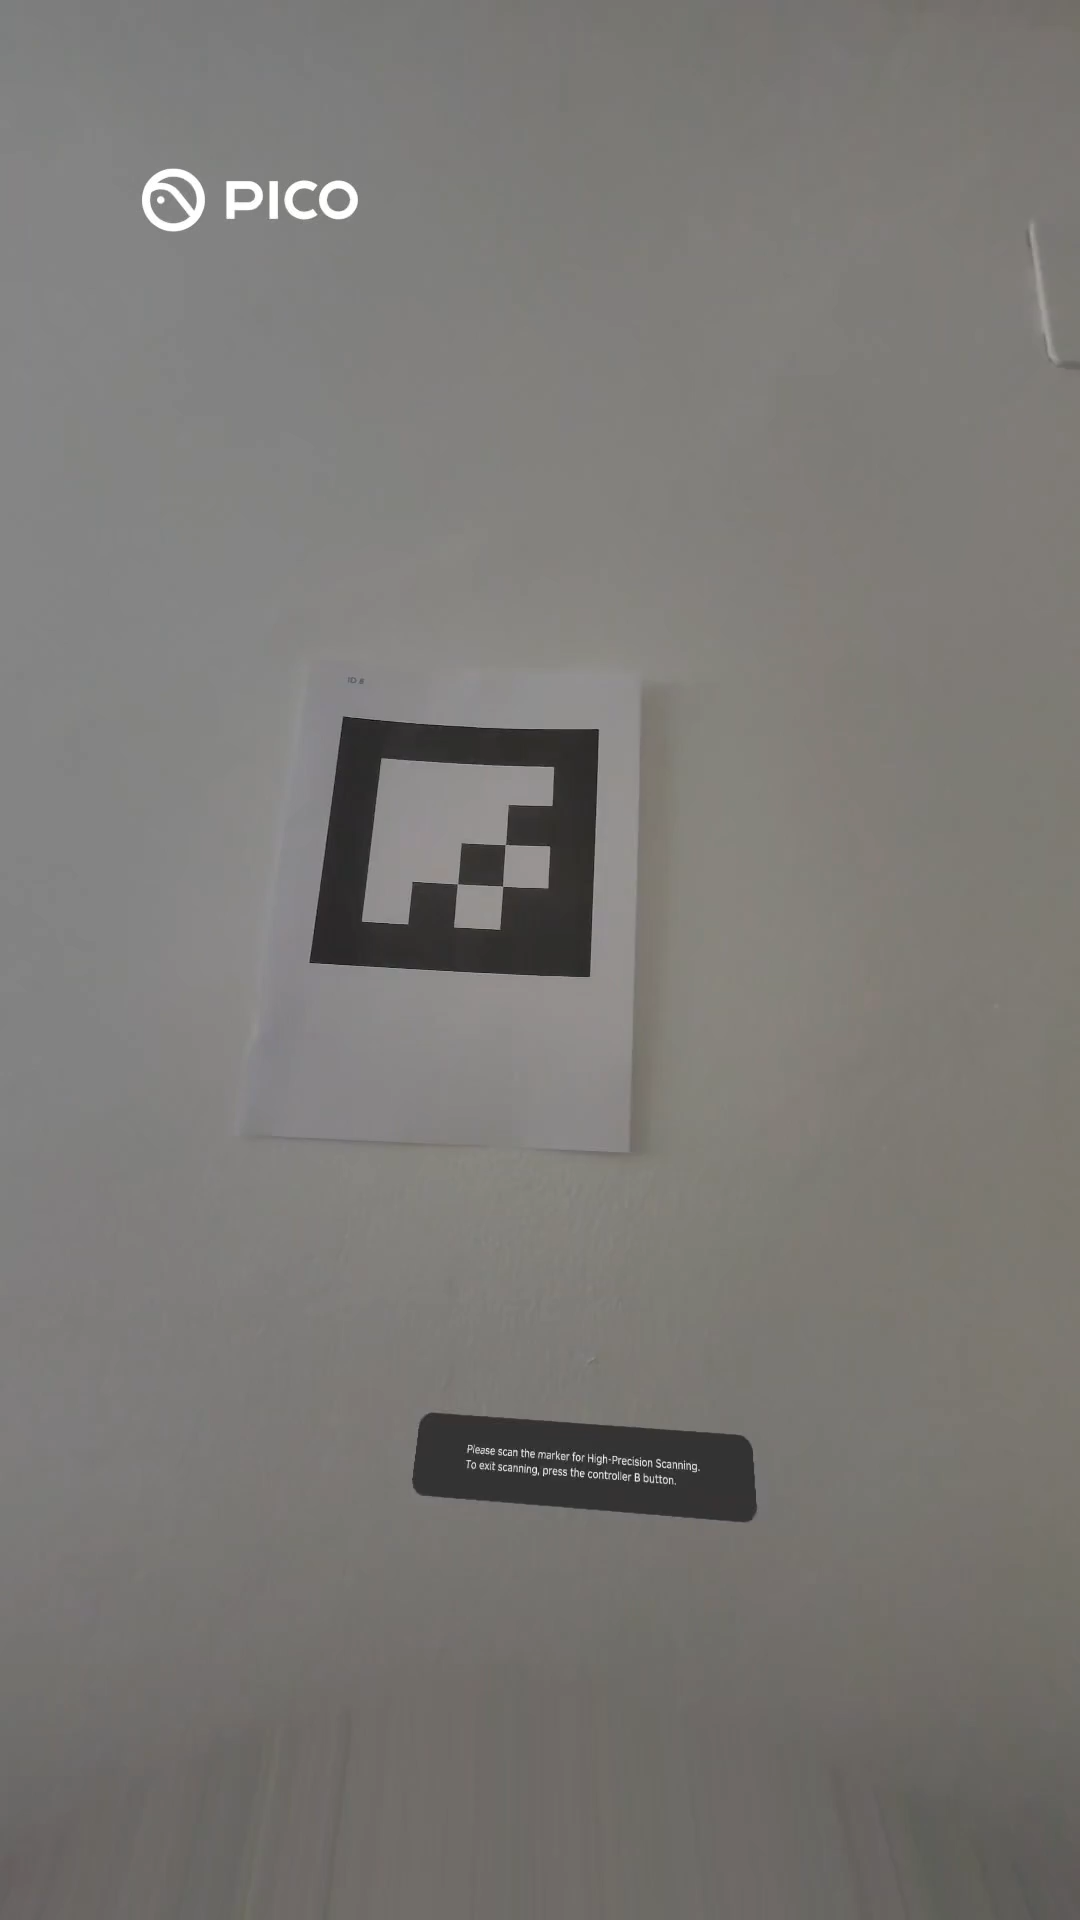 PICO
Please scan the marker for High-Precision Scanning.
To exit scanning, press the controller B button.